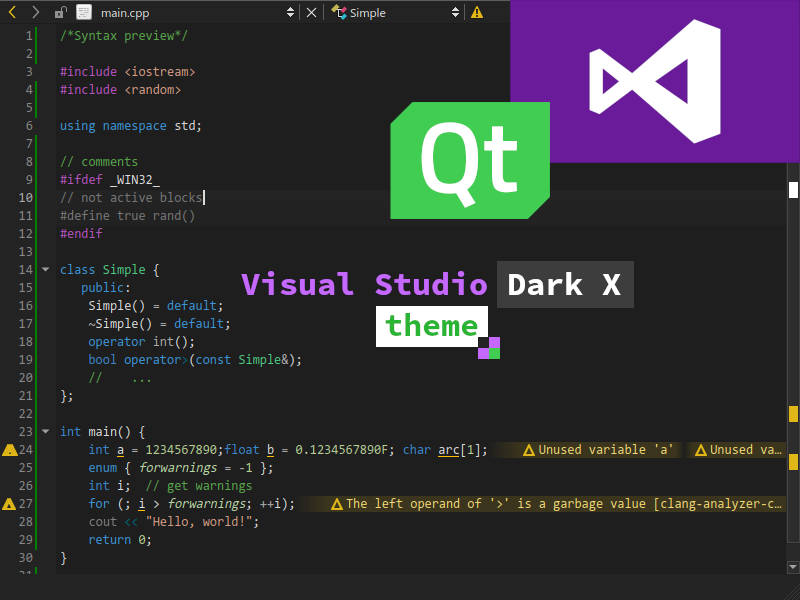 main.cpp
Simple
1 /*Syntax preview*/
2
3 #include <iostream>
4 #include <random>
5
6 using namespace std;
7
8 // comments
9 #ifdef _WIN32_
10 // not active blocks
11 #define true rand()
12 #endif
13
14 class Simple {
15 public:
16 Simple() = default;
17 ~Simple() = default;
18 operator int();
19 bool operator>(const Simple&);
20 // ...
21 };
22
23 int main() {
24 int a = 1234567890;float b = 0.1234567890F; char arc[1]; Unused variable 'a' Unused va…
25 enum { forwarnings = -1 };
26 int i; // get warnings
27 for (; i > forwarnings; ++i); The left operand of '>' is a garbage value [clang-analyzer-c…
28 cout << "Hello, world!";
29 return 0;
30 }
Qt
Visual Studio Dark X
theme